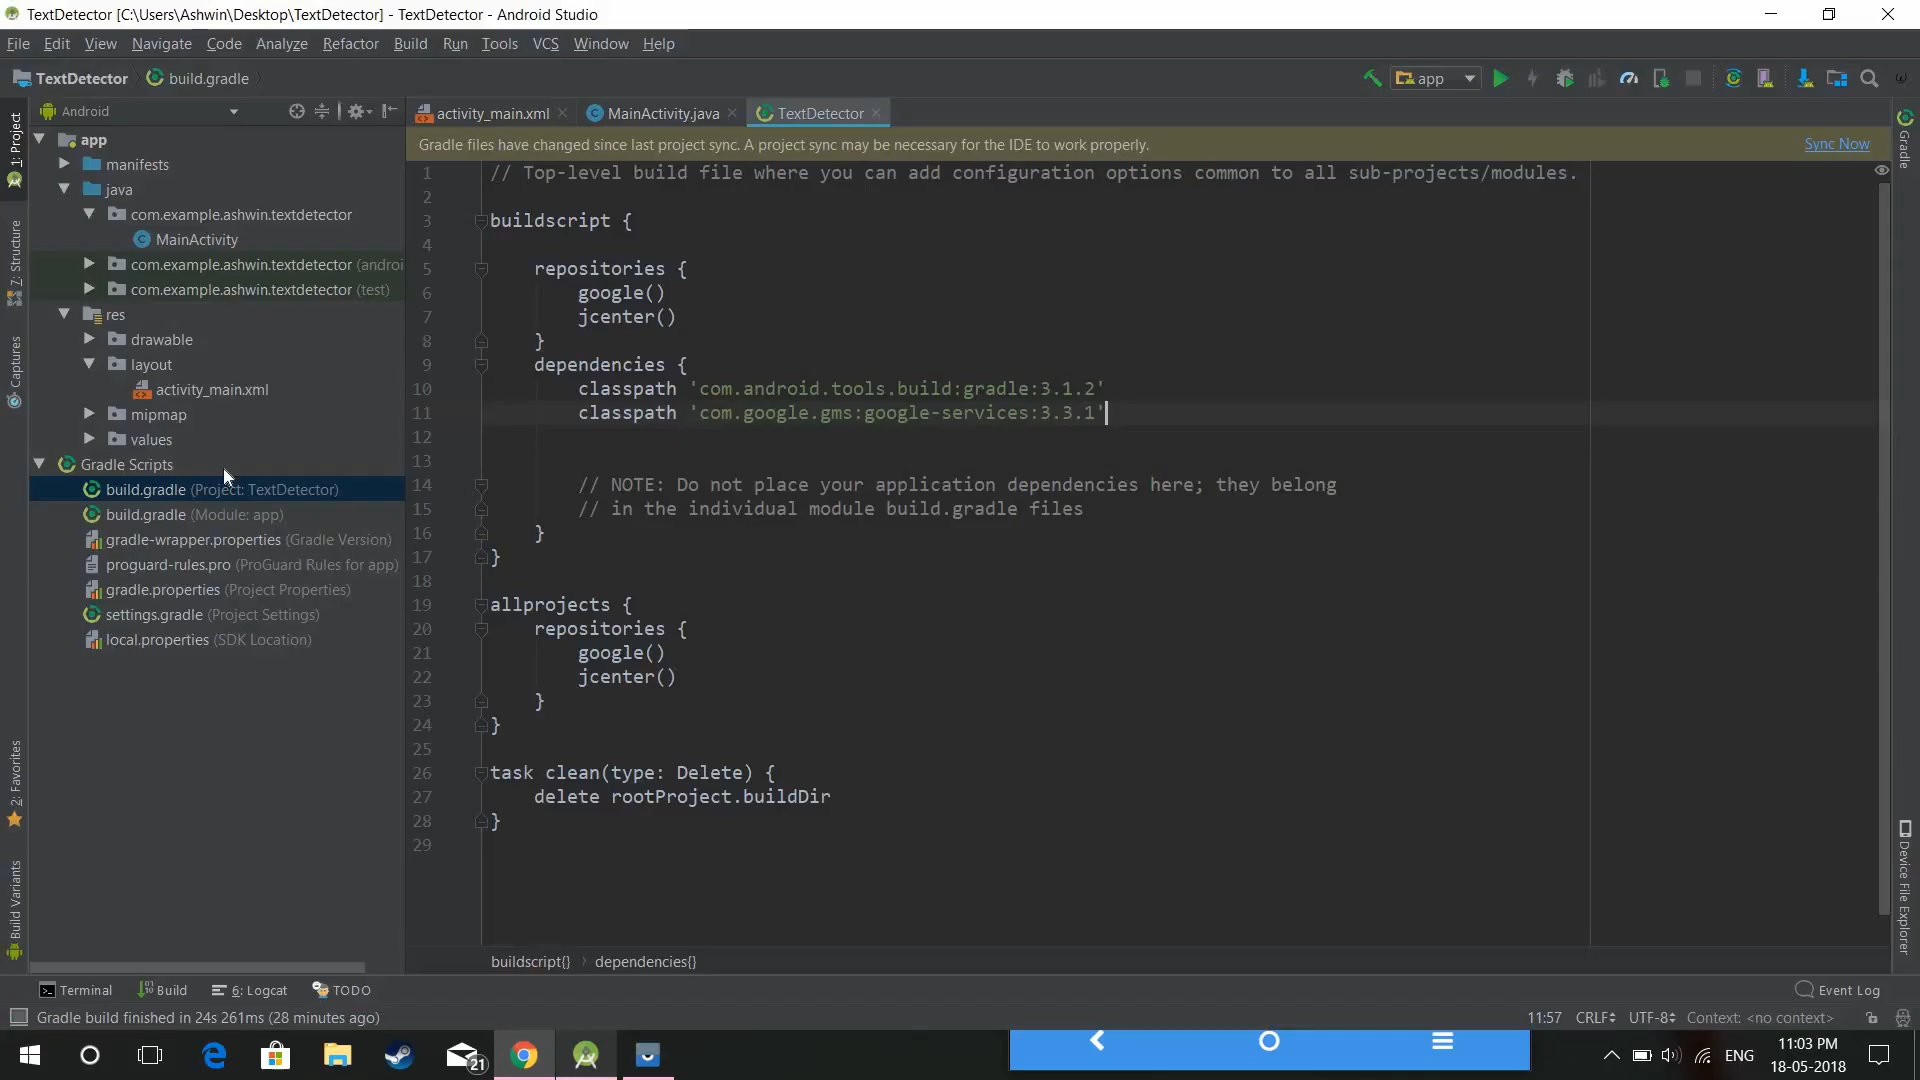 TextDetector [C:\Users\Ashwin\Desktop\TextDetector] - TextDetector - Android Studio
File Edit View Navigate Code Analyze Refactor Build Run Tools VCS Window Help
TextDetector build.gradle
app
Android
activity_main.xml MainActivity.java TextDetector
Gradle files have changed since last project sync. A project sync may be necessary for the IDE to work properly. Sync Now
1: Project
7: Structure
Captures
2: Favorites
Build Variants
app
manifests
java
com.example.ashwin.textdetector
MainActivity
com.example.ashwin.textdetector (androi
com.example.ashwin.textdetector (test)
res
drawable
layout
activity_main.xml
mipmap
values
Gradle Scripts
build.gradle (Project: TextDetector)
build.gradle (Module: app)
gradle-wrapper.properties (Gradle Version)
proguard-rules.pro (ProGuard Rules for app)
gradle.properties (Project Properties)
settings.gradle (Project Settings)
local.properties (SDK Location)
1 // Top-level build file where you can add configuration options common to all sub-projects/modules.
2
3 buildscript {
4
5 repositories {
6 google()
7 jcenter()
8 }
9 dependencies {
10 classpath 'com.android.tools.build:gradle:3.1.2'
11 classpath 'com.google.gms:google-services:3.3.1'
12
13
14 // NOTE: Do not place your application dependencies here; they belong
15 // in the individual module build.gradle files
16 }
17 }
18
19 allprojects {
20 repositories {
21 google()
22 jcenter()
23 }
24 }
25
26 task clean(type: Delete) {
27 delete rootProject.buildDir
28 }
29
buildscript{} dependencies{}
Gradle
Device File Explorer
Terminal Build 6: Logcat TODO Event Log
Gradle build finished in 24s 261ms (28 minutes ago) 11:57 CRLF UTF-8 Context: <no context>
21
ENG
11:03 PM
18-05-2018